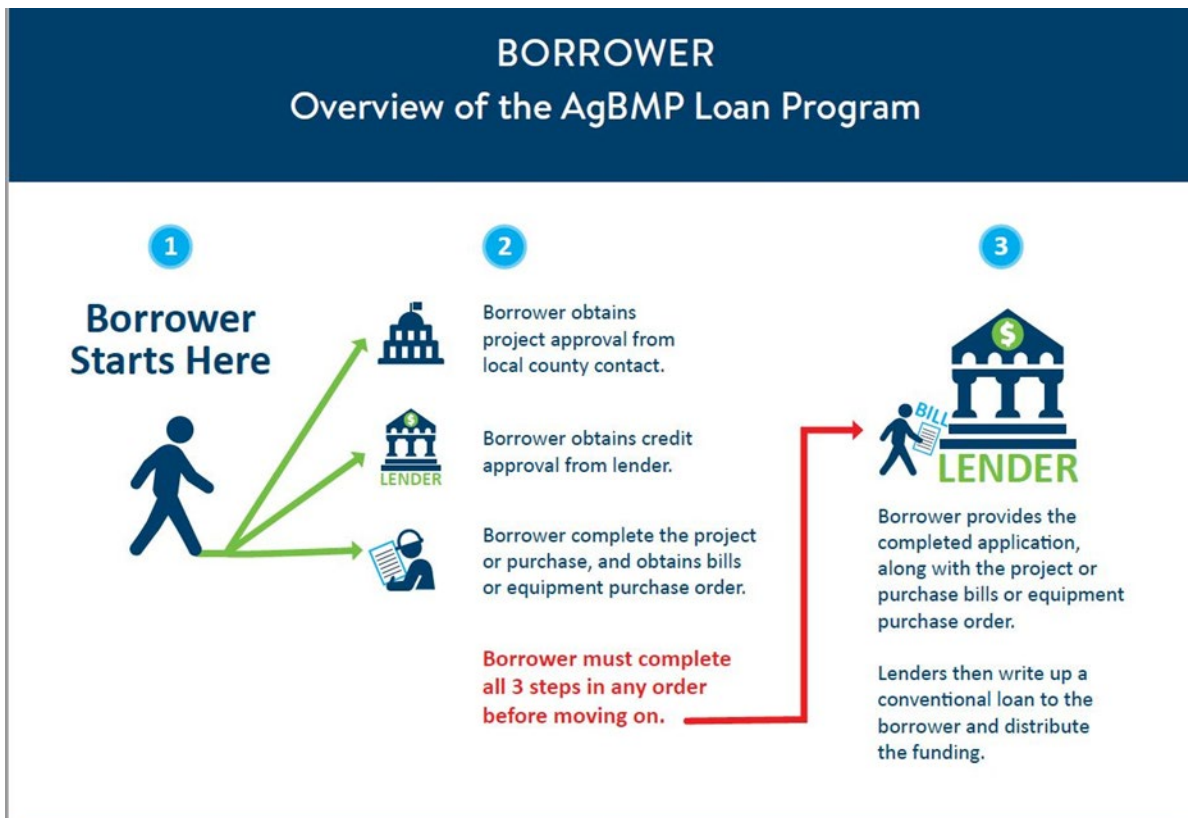 BORROWER
Overview of the AgBMP Loan Program
1
Borrower
Starts Here
2
Borrower obtains
project approval from
local county contact.
$
LENDER
Borrower obtains credit
approval from lender.
Borrower complete the project
or purchase, and obtains bills
or equipment purchase order.
Borrower must complete
all 3 steps in any order
before moving on.
3
$
BILL
LENDER
Borrower provides the
completed application,
along with the project or
purchase bills or equipment
purchase order.
Lenders then write up a
conventional loan to the
borrower and distribute
the funding.